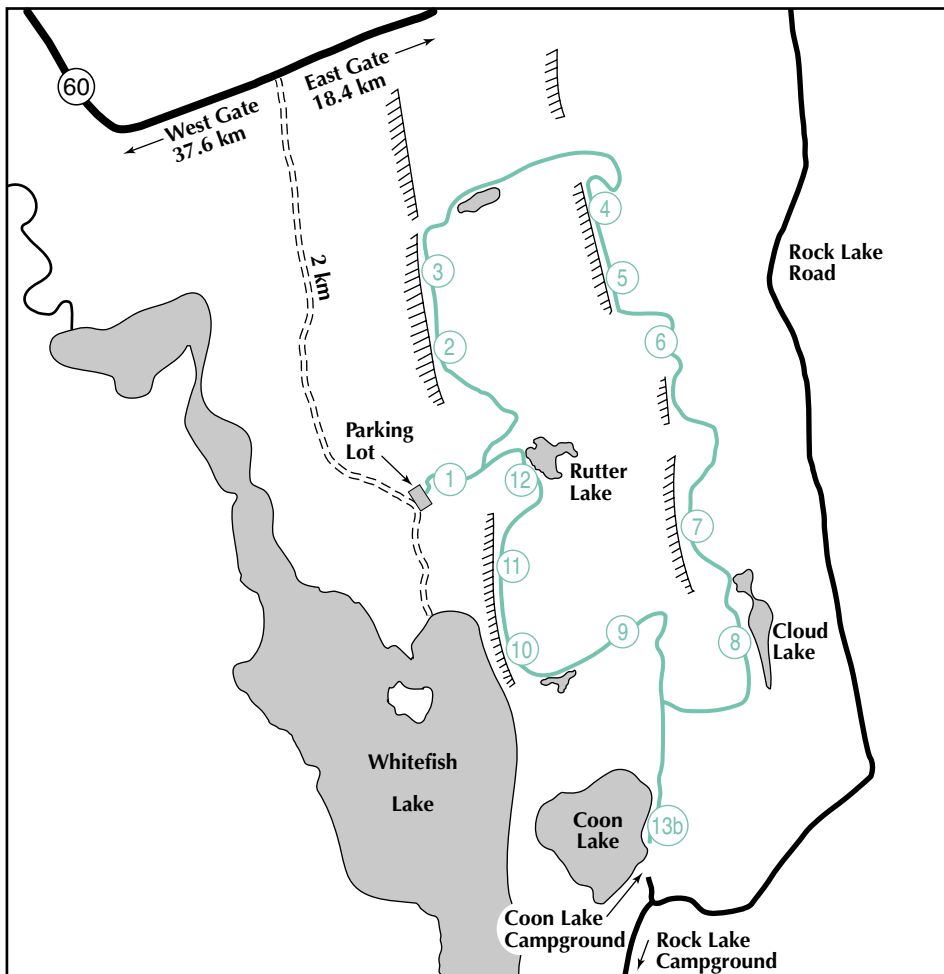 60
East Gate
18.4 km
West Gate
37.6 km
2 km
Rock Lake
Road
4
3
5
6
2
Parking
Lot
1
12
Rutter
Lake
7
11
9
8
Cloud
Lake
10
Whitefish
Lake
Coon
Lake
13b
Coon Lake
Campground
Rock Lake
Campground